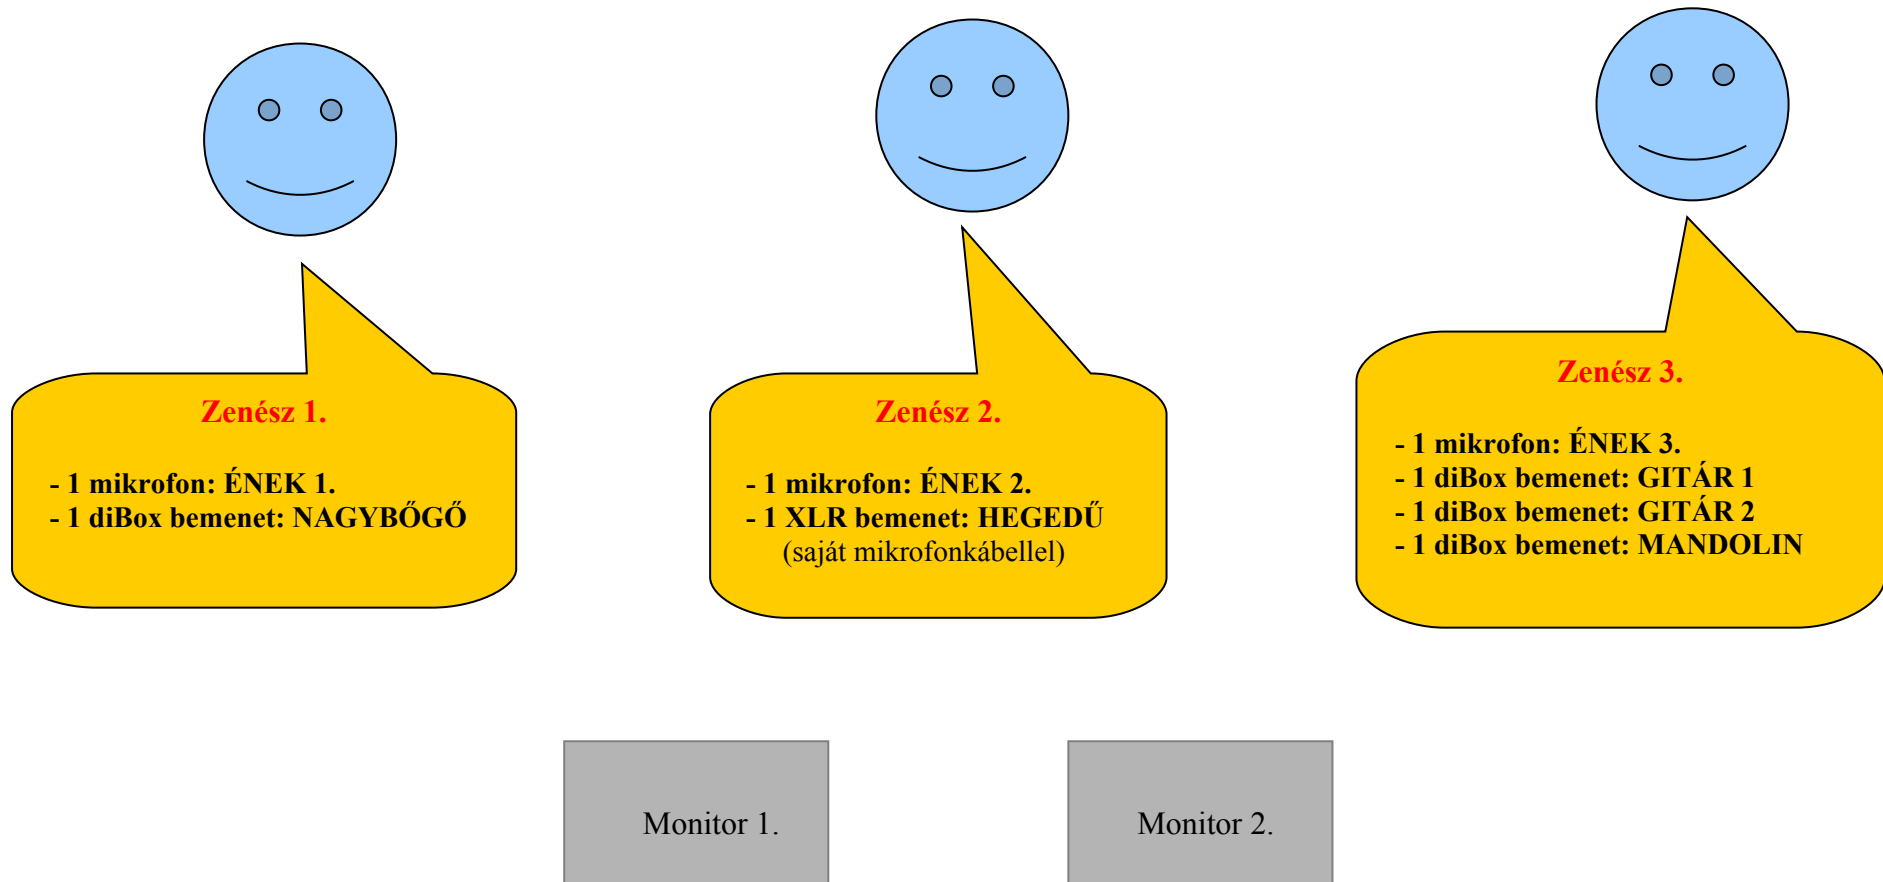 Zenész 1.
- 1 mikrofon: ÉNEK 1.
- 1 diBox bemenet: NAGYBŐGŐ
Zenész 2.
- 1 mikrofon: ÉNEK 2.
- 1 XLR bemenet: HEGEDŰ
(saját mikrofonkábellel)
Zenész 3.
- 1 mikrofon: ÉNEK 3.
- 1 diBox bemenet: GITÁR 1
- 1 diBox bemenet: GITÁR 2
- 1 diBox bemenet: MANDOLIN
Monitor 1.
Monitor 2.